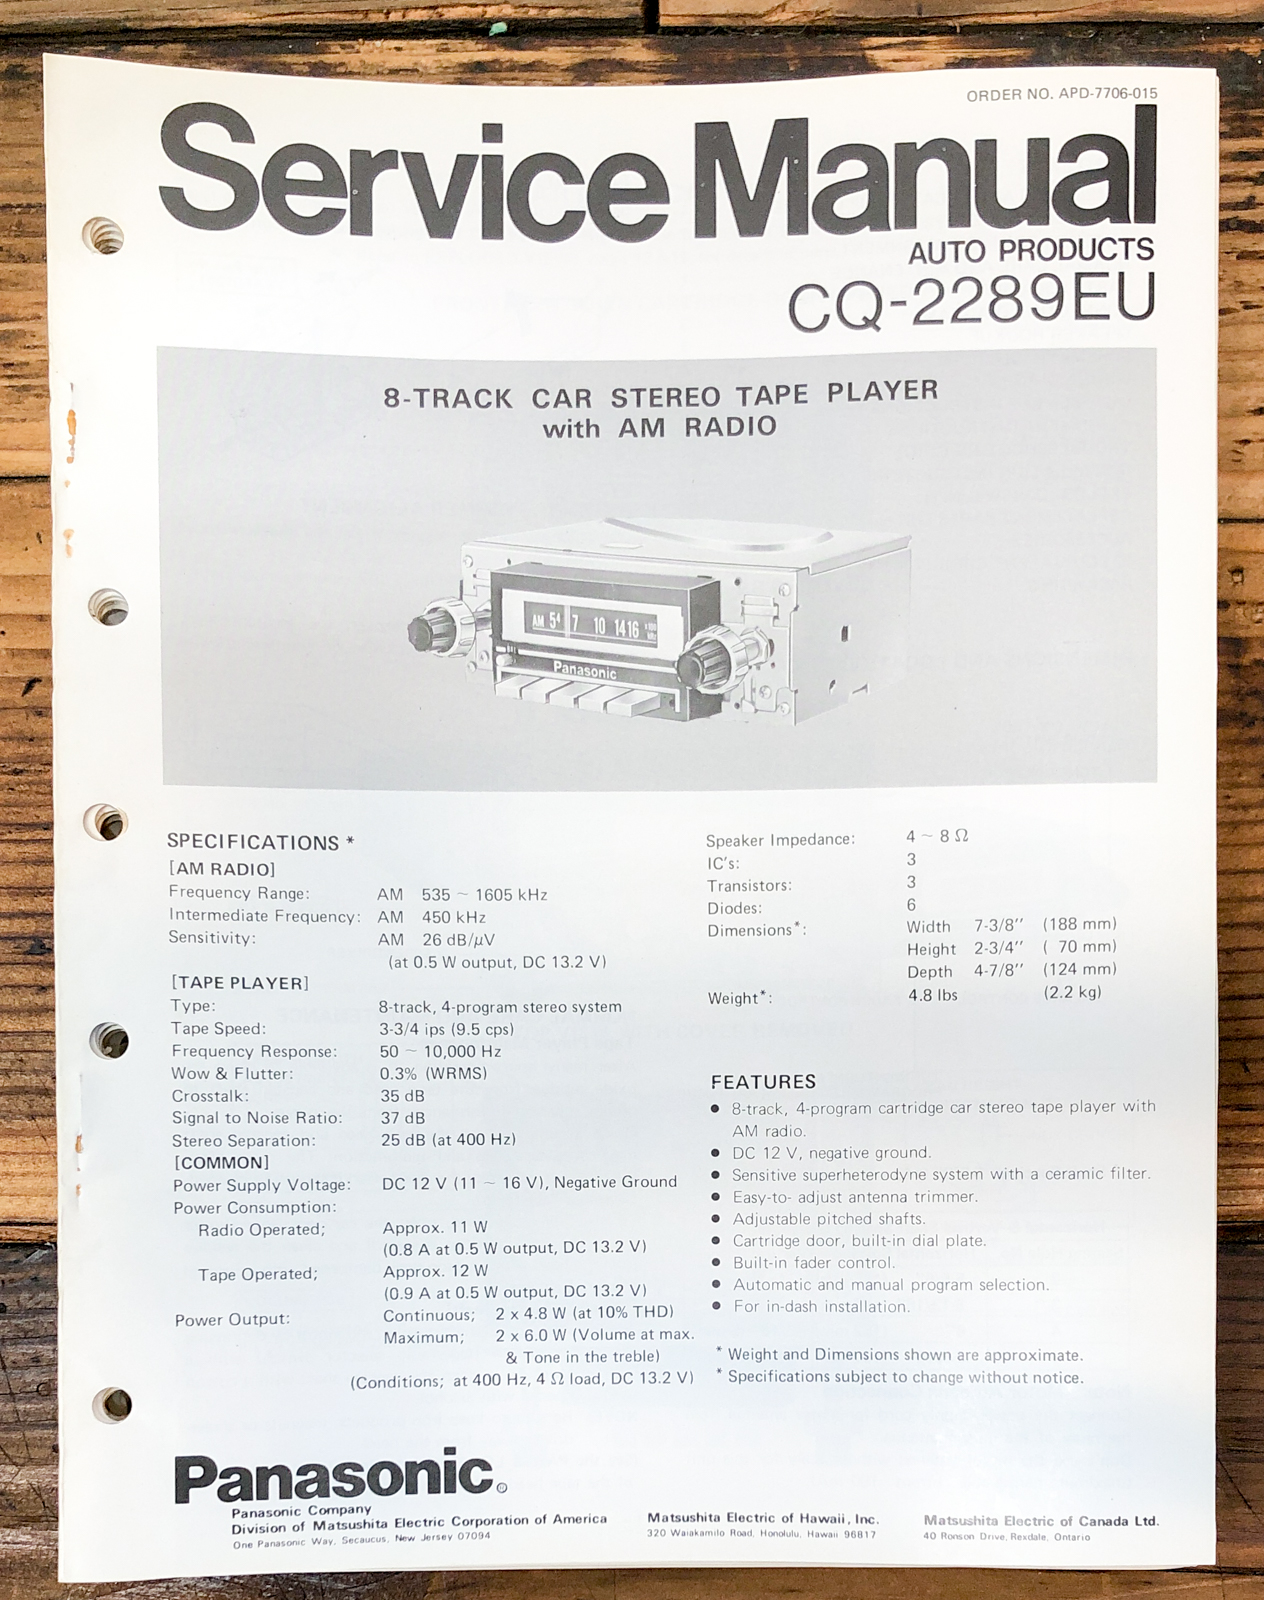 ORDER NO. APD-7706-015
Service Manual
AUTO PRODUCTS
CQ-2289EU
8-TRACK CAR STEREO TAPE PLAYER
with AM RADIO
AM 54 7 10 14 16 x100 kHz
Panasonic
SPECIFICATIONS *
[AM RADIO]
Frequency Range: AM 535 ~ 1605 kHz
Intermediate Frequency: AM 450 kHz
Sensitivity: AM 26 dB/μV
(at 0.5 W output, DC 13.2 V)
[TAPE PLAYER]
Type: 8-track, 4-program stereo system
Tape Speed: 3-3/4 ips (9.5 cps)
Frequency Response: 50 ~ 10,000 Hz
Wow & Flutter: 0.3% (WRMS)
Crosstalk: 35 dB
Signal to Noise Ratio: 37 dB
Stereo Separation: 25 dB (at 400 Hz)
[COMMON]
Power Supply Voltage: DC 12 V (11 ~ 16 V), Negative Ground
Power Consumption:
Radio Operated; Approx. 11 W
(0.8 A at 0.5 W output, DC 13.2 V)
Tape Operated; Approx. 12 W
(0.9 A at 0.5 W output, DC 13.2 V)
Power Output: Continuous; 2 x 4.8 W (at 10% THD)
Maximum; 2 x 6.0 W (Volume at max.
& Tone in the treble)
(Conditions; at 400 Hz, 4 Ω load, DC 13.2 V)
Speaker Impedance: 4 ~ 8 Ω
IC's: 3
Transistors: 3
Diodes: 6
Dimensions*: Width 7-3/8'' (188 mm)
Height 2-3/4'' ( 70 mm)
Depth 4-7/8'' (124 mm)
Weight*: 4.8 lbs (2.2 kg)
FEATURES
● 8-track, 4-program cartridge car stereo tape player with
AM radio.
● DC 12 V, negative ground.
● Sensitive superheterodyne system with a ceramic filter.
● Easy-to- adjust antenna trimmer.
● Adjustable pitched shafts.
● Cartridge door, built-in dial plate.
● Built-in fader control.
● Automatic and manual program selection.
● For in-dash installation.
* Weight and Dimensions shown are approximate.
* Specifications subject to change without notice.
Panasonic®
Panasonic Company
Division of Matsushita Electric Corporation of America
One Panasonic Way, Secaucus, New Jersey 07094
Matsushita Electric of Hawaii, Inc.
320 Waiakamilo Road, Honolulu, Hawaii 96817
Matsushita Electric of Canada Ltd.
40 Ronson Drive, Rexdale, Ontario